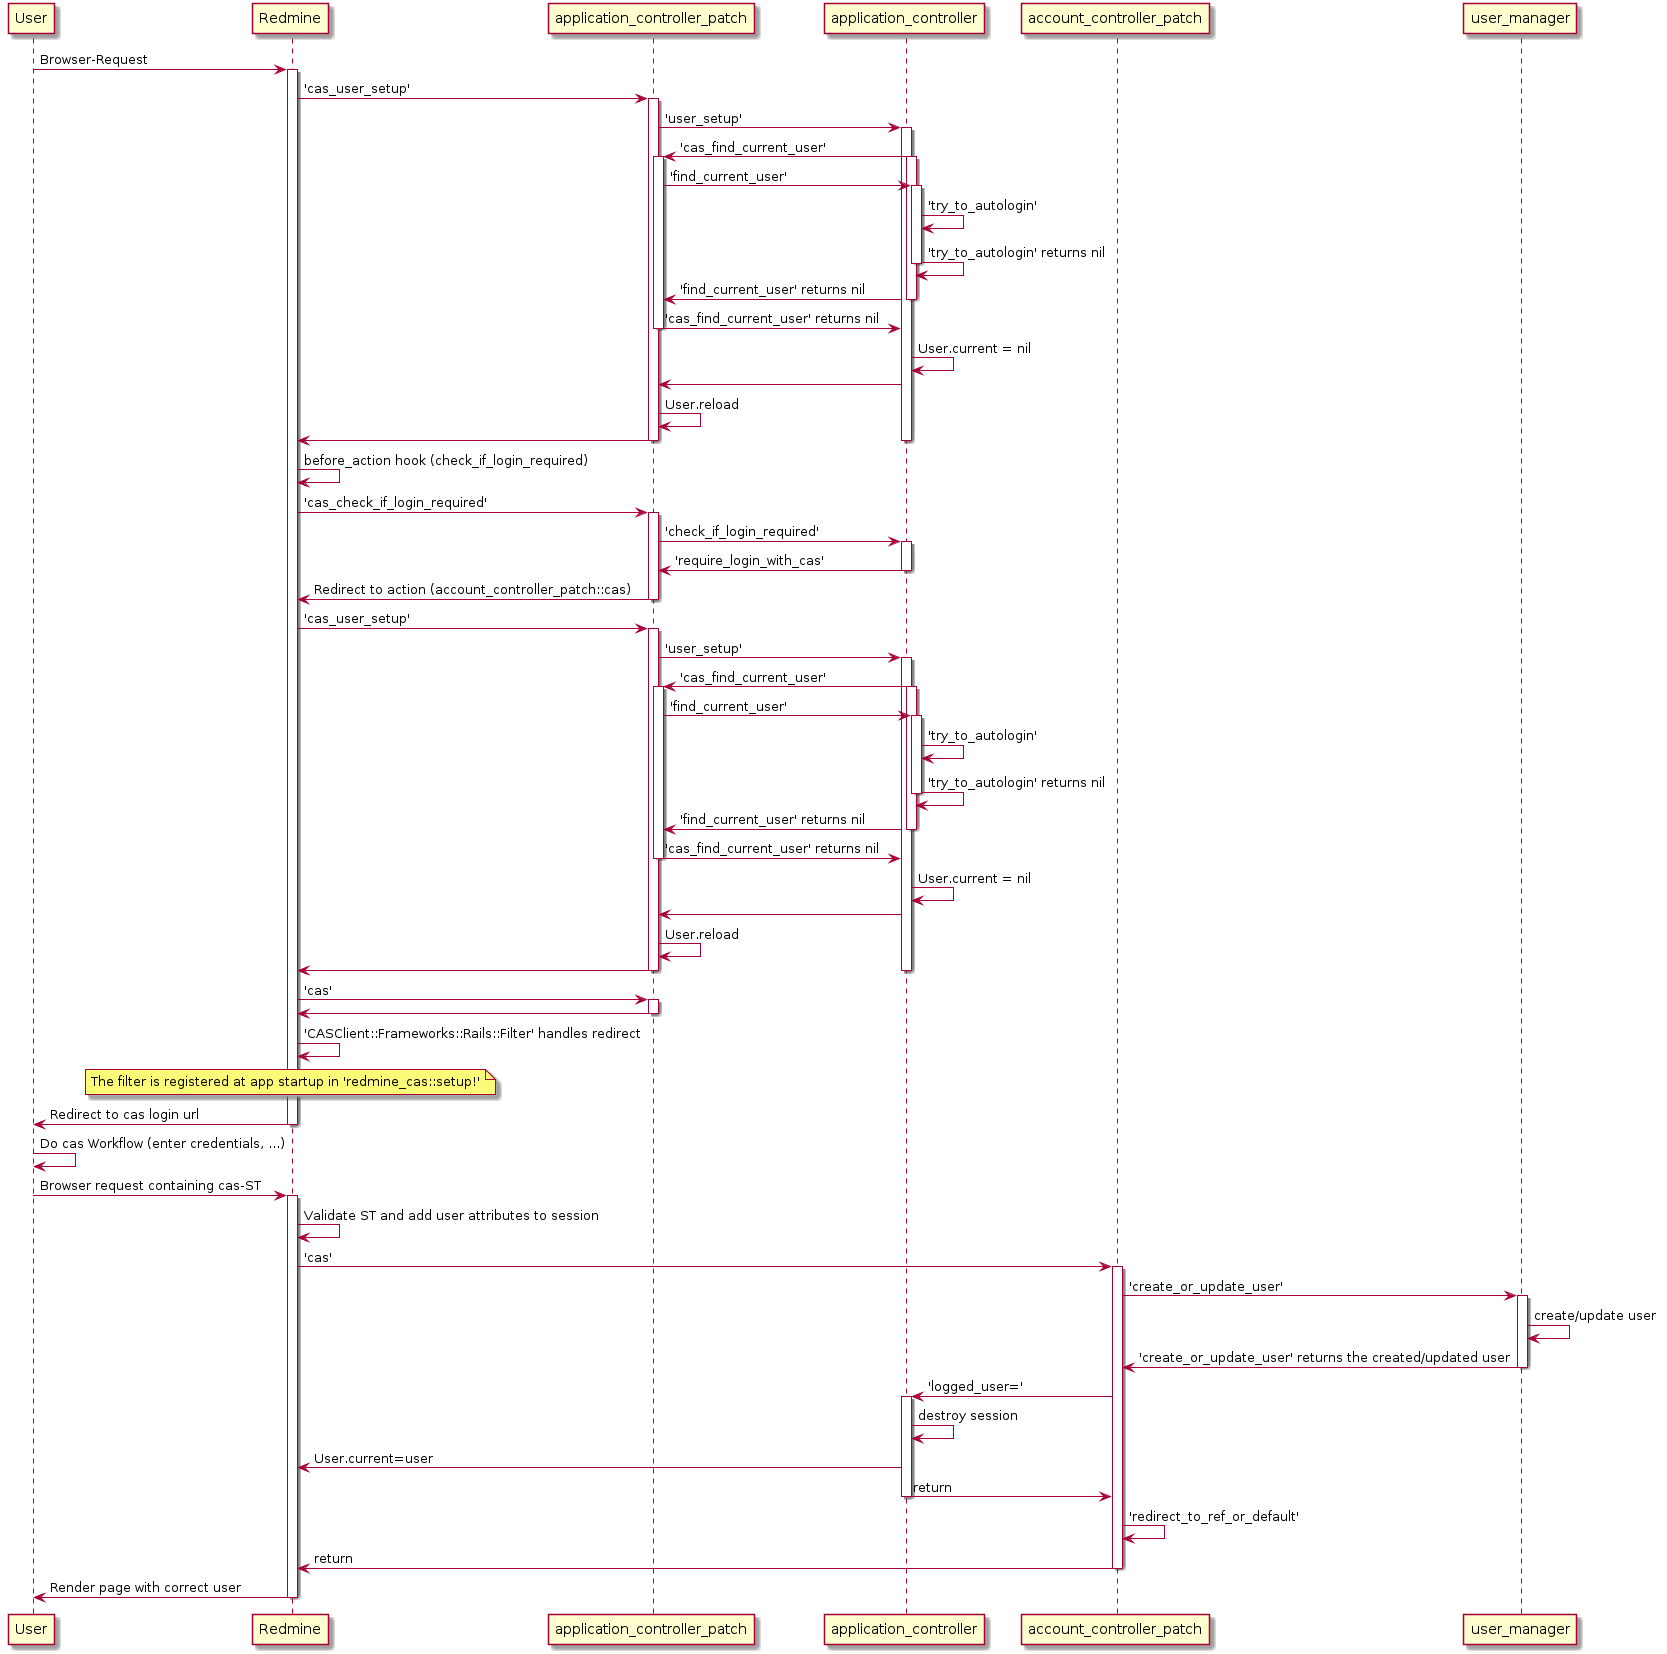 User
Redmine
application_controller_patch
application_controller
account_controller_patch
user_manager
Browser-Request
'cas_user_setup'
'user_setup'
'cas_find_current_user'
'find_current_user'
'try_to_autologin'
'try_to_autologin' returns nil
'find_current_user' returns nil
'cas_find_current_user' returns nil
User.current = nil
User.reload
before_action hook (check_if_login_required)
'cas_check_if_login_required'
'check_if_login_required'
'require_login_with_cas'
Redirect to action (account_controller_patch::cas)
'cas_user_setup'
'user_setup'
'cas_find_current_user'
'find_current_user'
'try_to_autologin'
'try_to_autologin' returns nil
'find_current_user' returns nil
'cas_find_current_user' returns nil
User.current = nil
User.reload
'cas'
'CASClient::Frameworks::Rails::Filter' handles redirect
The filter is registered at app startup in 'redmine_cas::setup!'
Redirect to cas login url
Do cas Workflow (enter credentials, ...)
Browser request containing cas-ST
Validate ST and add user attributes to session
'cas'
'create_or_update_user'
create/update user
'create_or_update_user' returns the created/updated user
'logged_user='
destroy session
User.current=user
return
'redirect_to_ref_or_default'
return
Render page with correct user
User
Redmine
application_controller_patch
application_controller
account_controller_patch
user_manager